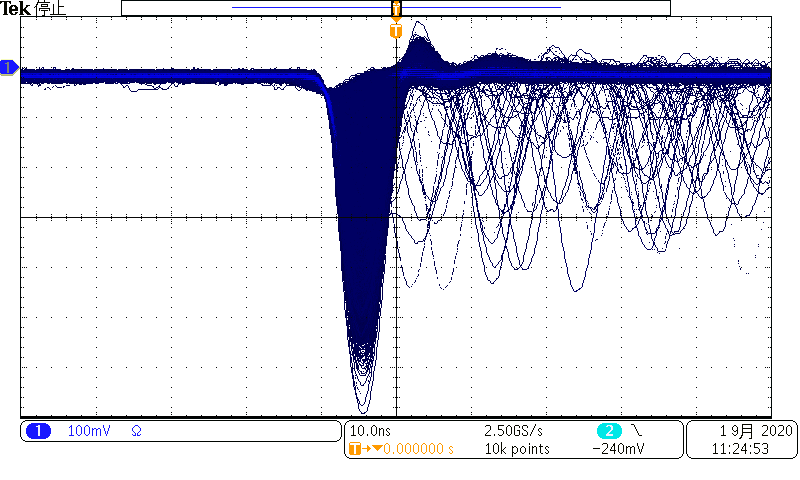 Tek 停止
T
T
1
1 100mV Ω
10.0ns 2.50GS/s 2
T→▼0.000000 s 10k points −240mV
1 9月 2020
11:24:53